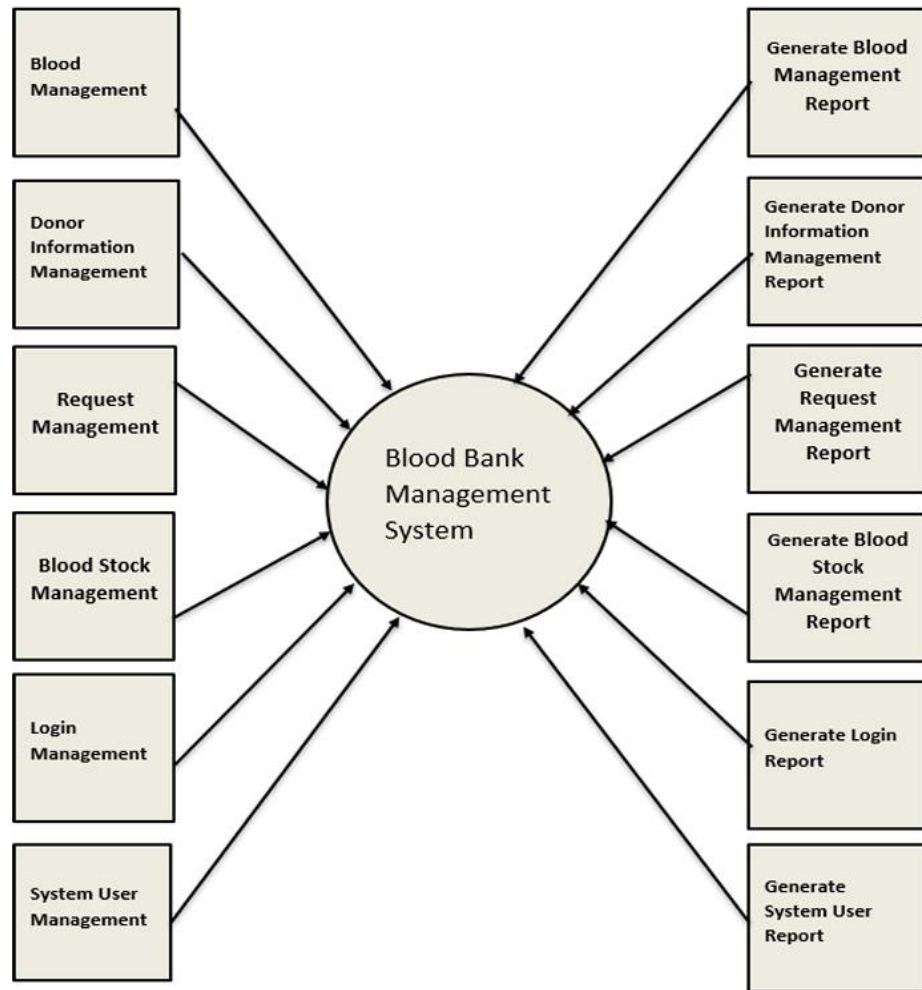 Blood
Management
Donor
Information
Management
Request
Management
Blood Stock
Management
Login
Management
System User
Management
Blood Bank
Management
System
Generate Blood
Management
Report
Generate Donor
Information
Management
Report
Generate
Request
Management
Report
Generate Blood
Stock
Management
Report
Generate Login
Report
Generate
System User
Report